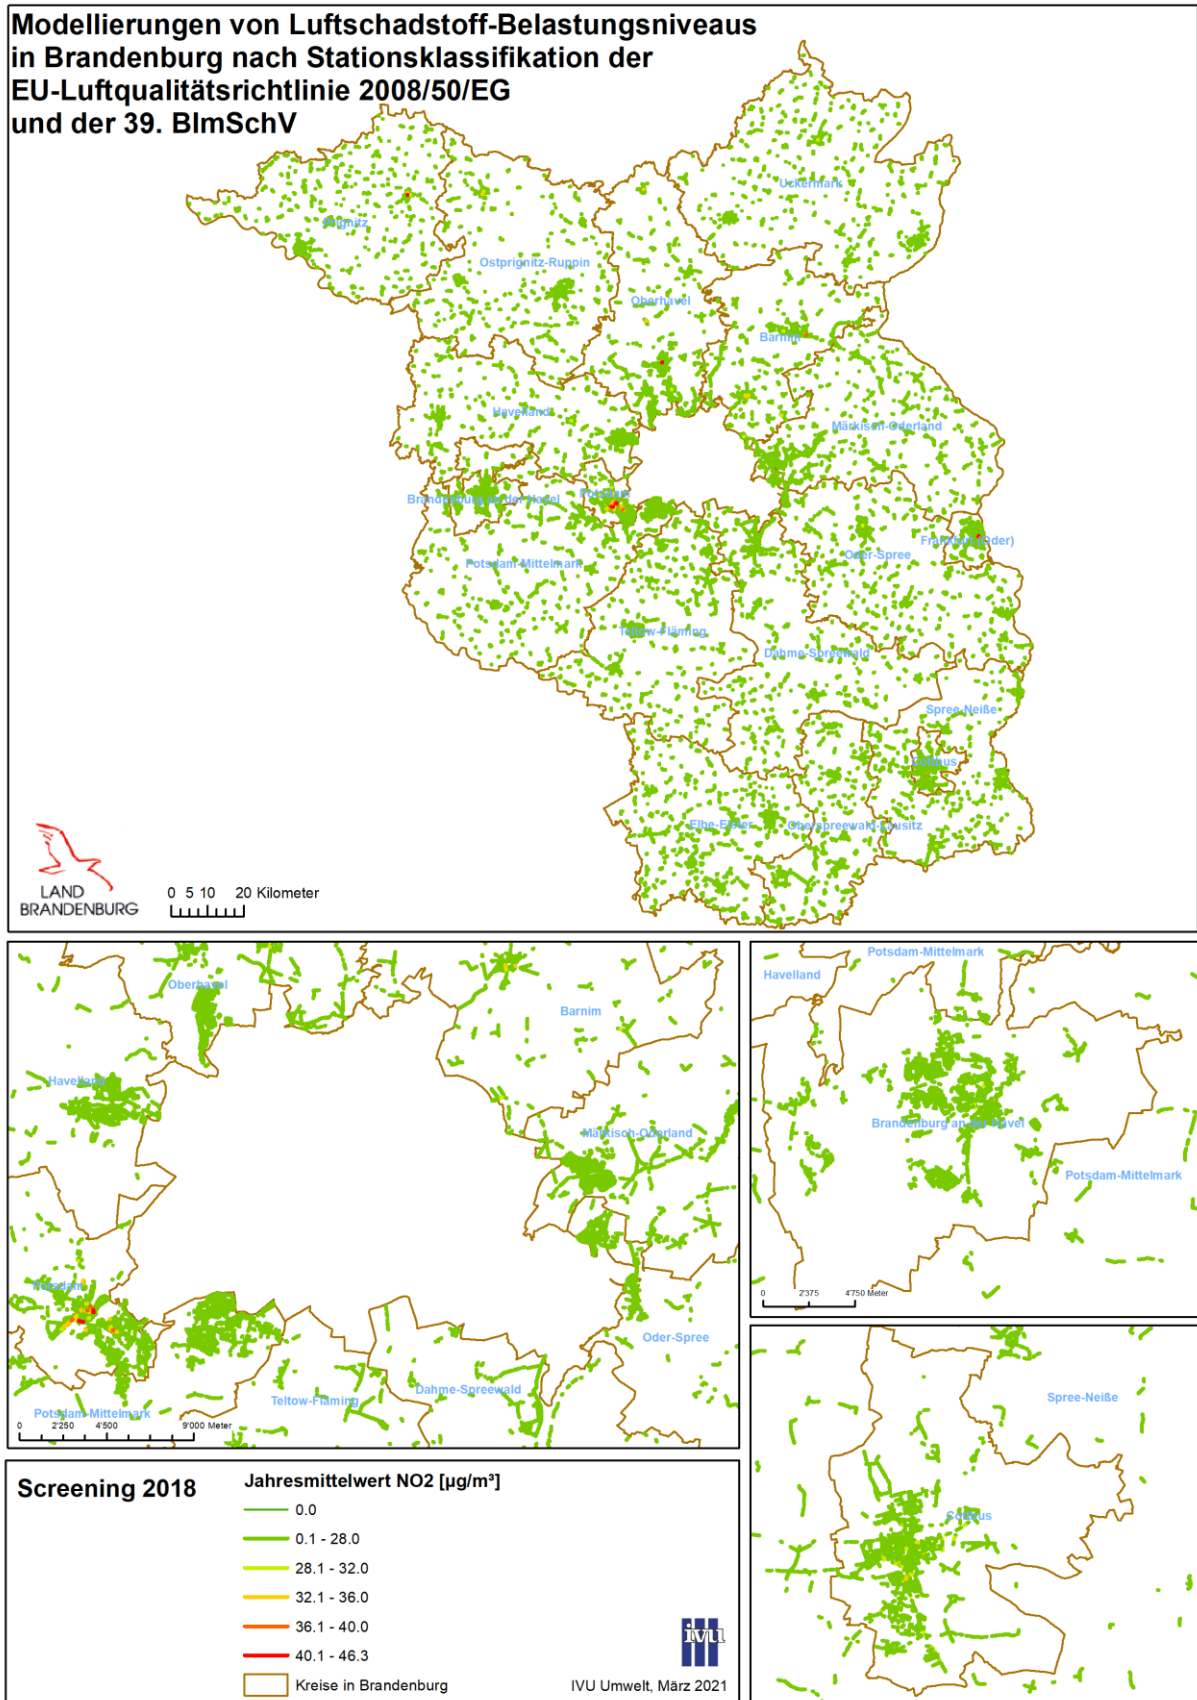 Modellierungen von Luftschadstoff-Belastungsniveaus
in Brandenburg nach Stationsklassifikation der
EU-Luftqualitätsrichtlinie 2008/50/EG
und der 39. BImSchV
Uckermark
Prignitz
Ostprignitz-Ruppin
Oberhavel
Barnim
Havelland
Märkisch-Oderland
Brandenburg an der Havel
Potsdam
Frankfurt (Oder)
Oder-Spree
Potsdam-Mittelmark
Teltow-Fläming
Dahme-Spreewald
Spree-Neiße
Cottbus
Elbe-Elster
Oberspreewald-Lausitz
LAND
BRANDENBURG
0 5 10 20 Kilometer
Oberhavel
Barnim
Havelland
Märkisch-Oderland
Potsdam
Oder-Spree
Dahme-Spreewald
Teltow-Fläming
Potsdam-Mittelmark
0 2'250 4'500 9'000 Meter
Potsdam-Mittelmark
Havelland
Brandenburg an der Havel
Potsdam-Mittelmark
0 2'375 4'750 Meter
Spree-Neiße
Cottbus
Screening 2018
Jahresmittelwert NO2 [µg/m³]
0.0
0.1 - 28.0
28.1 - 32.0
32.1 - 36.0
36.1 - 40.0
40.1 - 46.3
Kreise in Brandenburg
ivu
IVU Umwelt, März 2021